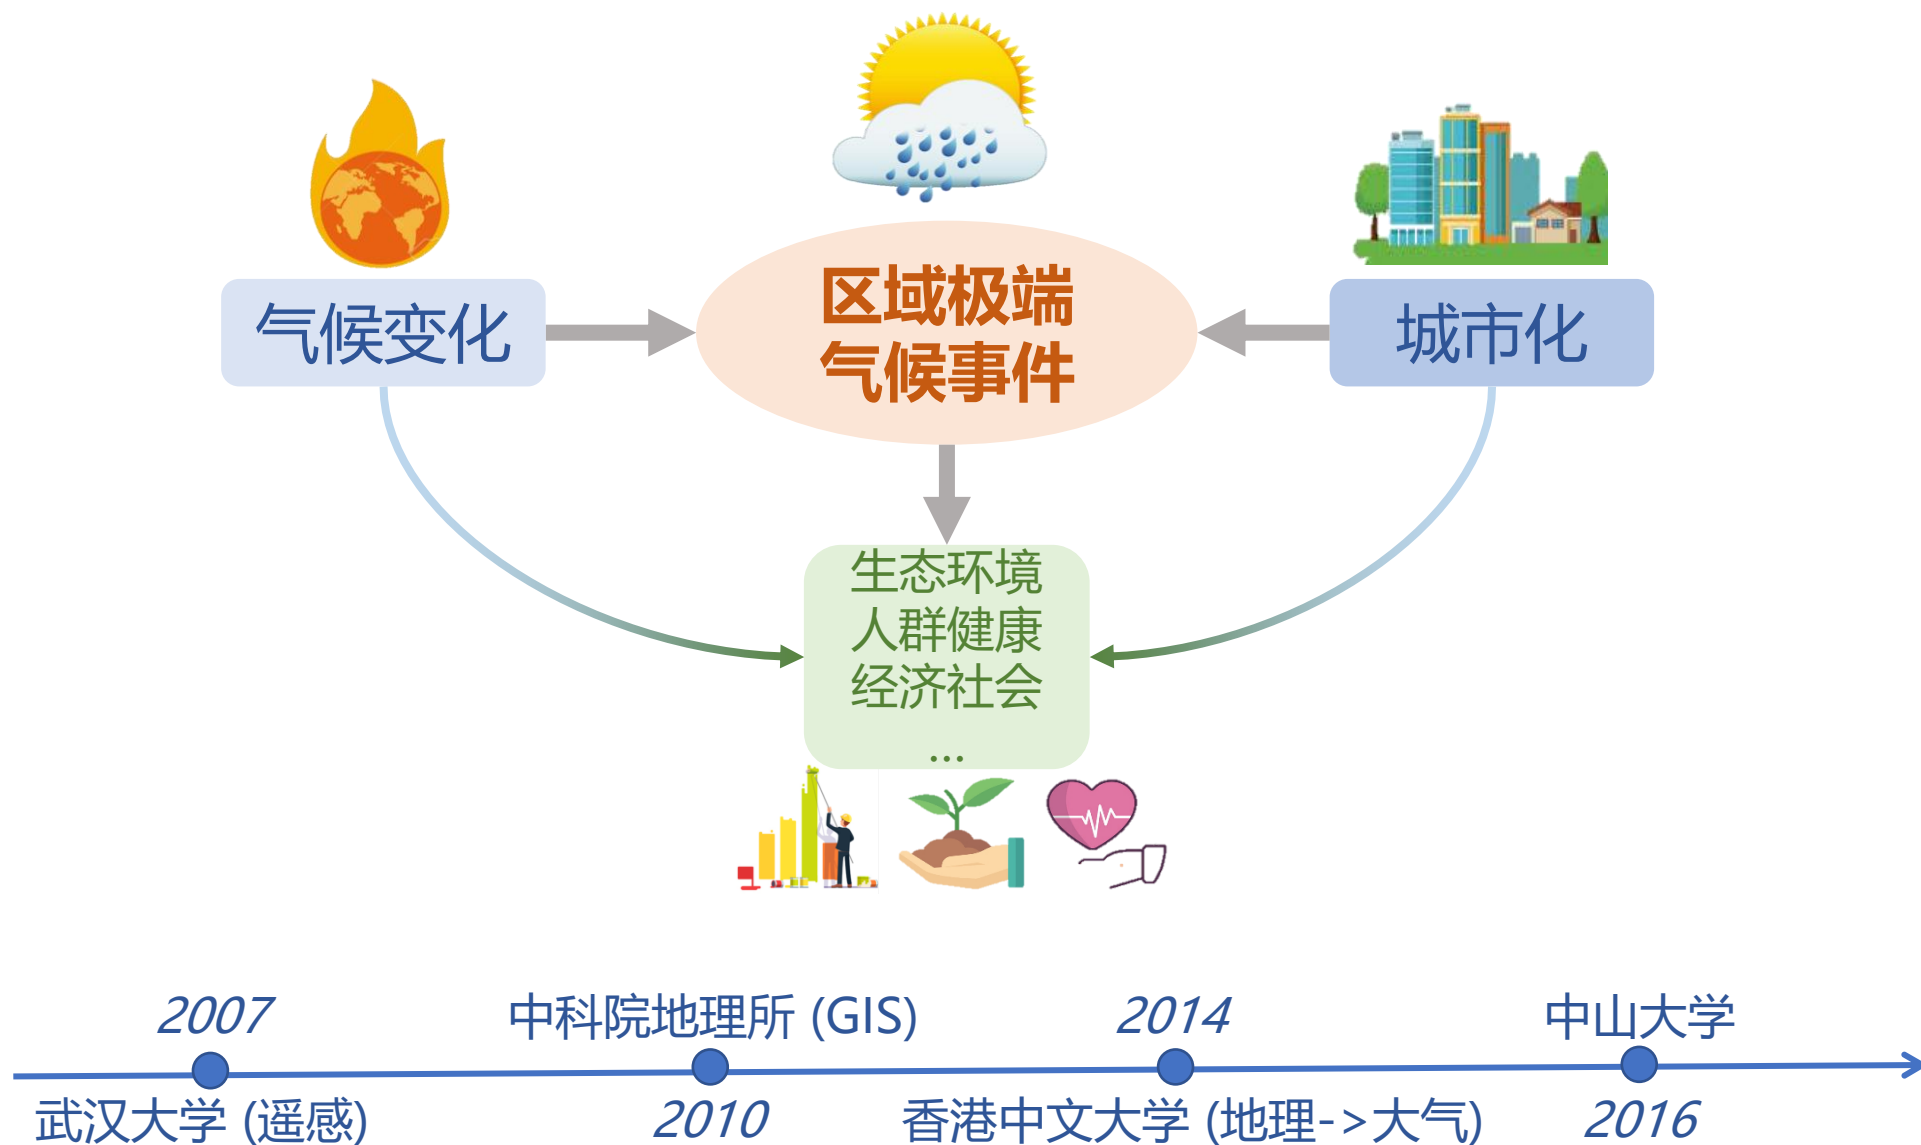 气候变化
区域极端
气候事件
城市化
生态环境
人群健康
经济社会
...
2007
中科院地理所 (GIS)
2014
中山大学
武汉大学 (遥感)
2010
香港中文大学 (地理->大气)
2016